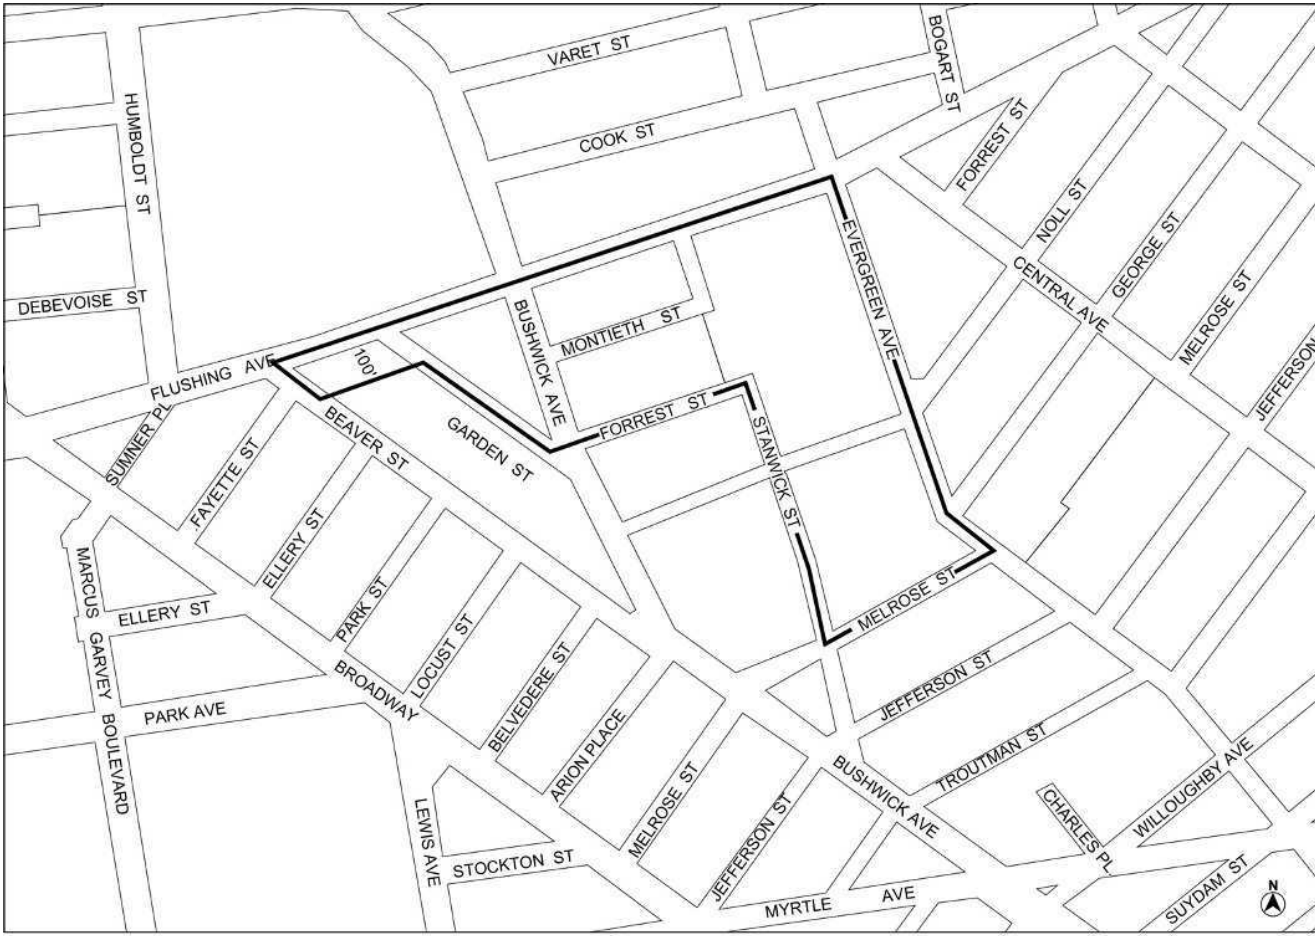 BOGART ST
VARET ST
HUMBOLDT ST
COOK ST
FORREST ST
NOLL ST
GEORGE ST
EVERGREEN AVE
CENTRAL AVE
MELROSE ST
DEBEVOISE ST
BUSHWICK AVE
MONTIETH ST
JEFFERSON
100'
FLUSHING AVE
SUMNER PL
BEAVER ST
GARDEN ST
FORREST ST
STANWICK ST
FAYETTE ST
ELLERY ST
MARCUS GARVEY BOULEVARD
ELLERY ST
PARK ST
LOCUST ST
MELROSE ST
BROADWAY
BELVEDERE ST
JEFFERSON ST
PARK AVE
ARION PLACE
TROUTMAN ST
BUSHWICK AVE
WILLOUGHBY AVE
MELROSE ST
CHARLES PL
LEWIS AVE
JEFFERSON ST
STOCKTON ST
MYRTLE AVE
SUYDAM ST
N